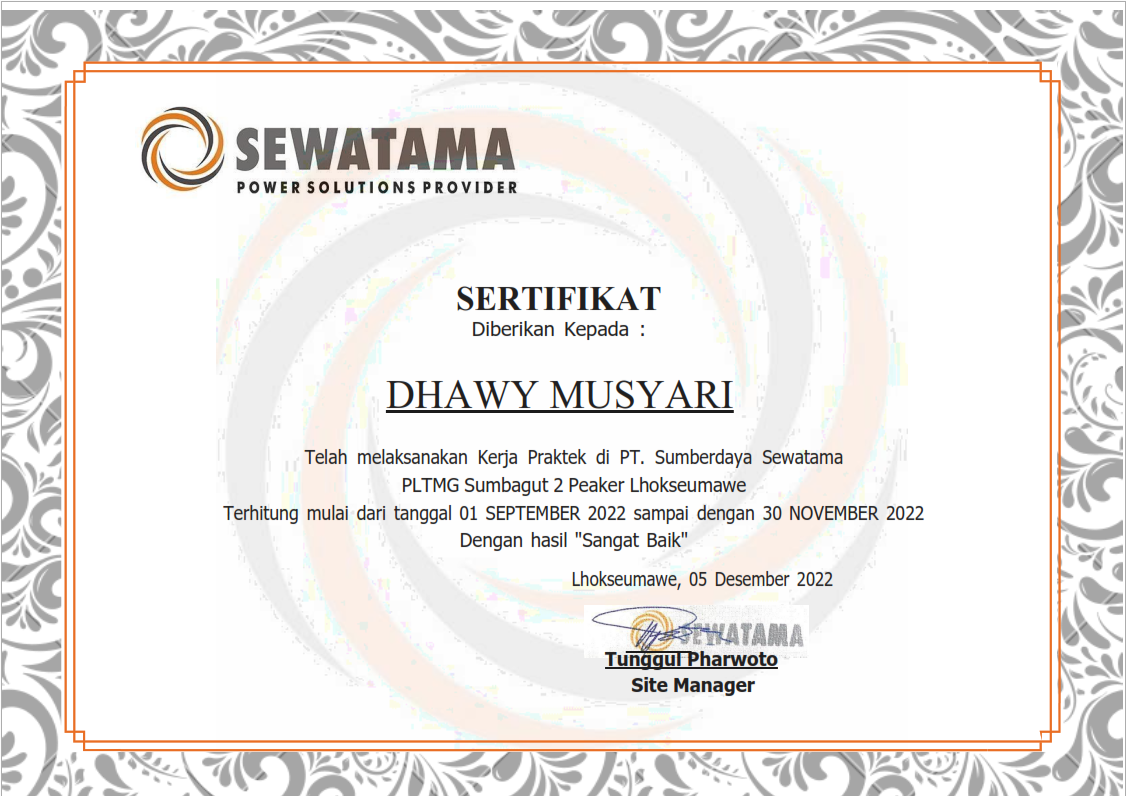 SEWATAMA
POWER SOLUTIONS PROVIDER
SERTIFIKAT
Diberikan Kepada :
DHAWY MUSYARI
Telah melaksanakan Kerja Praktek di PT. Sumberdaya Sewatama
PLTMG Sumbagut 2 Peaker Lhokseumawe
Terhitung mulai dari tanggal 01 SEPTEMBER 2022 sampai dengan 30 NOVEMBER 2022
Dengan hasil "Sangat Baik"
Lhokseumawe, 05 Desember 2022
SEWATAMA
Tunggul Pharwoto
Site Manager